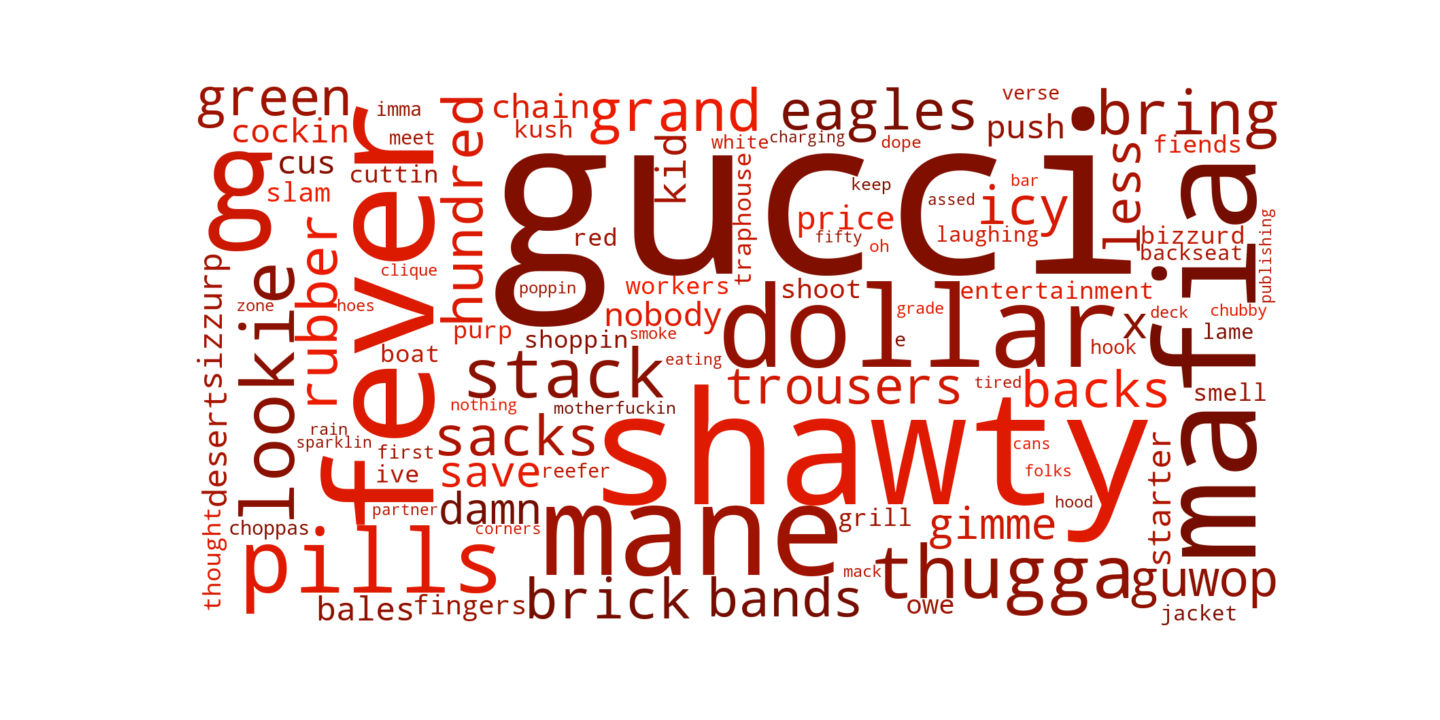 green
imma
chain
grand
eagles
verse
bring
cockin
meet
kush
push
fiends
cus
cuttin
hundred
kid
white
charging
dope
less
g
slam
fever
gucci
traphouse
keep
assed
bar
icy
mafia
price
fifty
oh
laughing
bizzurd
backseat
publishing
rubber
red
sizzurp
lookie
clique
poppin
workers
shoot
entertainment
zone
hoes
nobody
dollar
grade
e
x
deck
chubby
lame
purp
shoppin
smoke
hook
boat
stack
eating
trousers
tired
backs
smell
desert
nothing
motherfuckin
rain
sparklin
first
sacks
shawty
cans
ive
save
reefer
folks
starter
thought
choppas
partner
damn
corners
mane
grill
gimme
hood
pills
mack
thugga
guwop
bales
fingers
brick
bands
owe
jacket